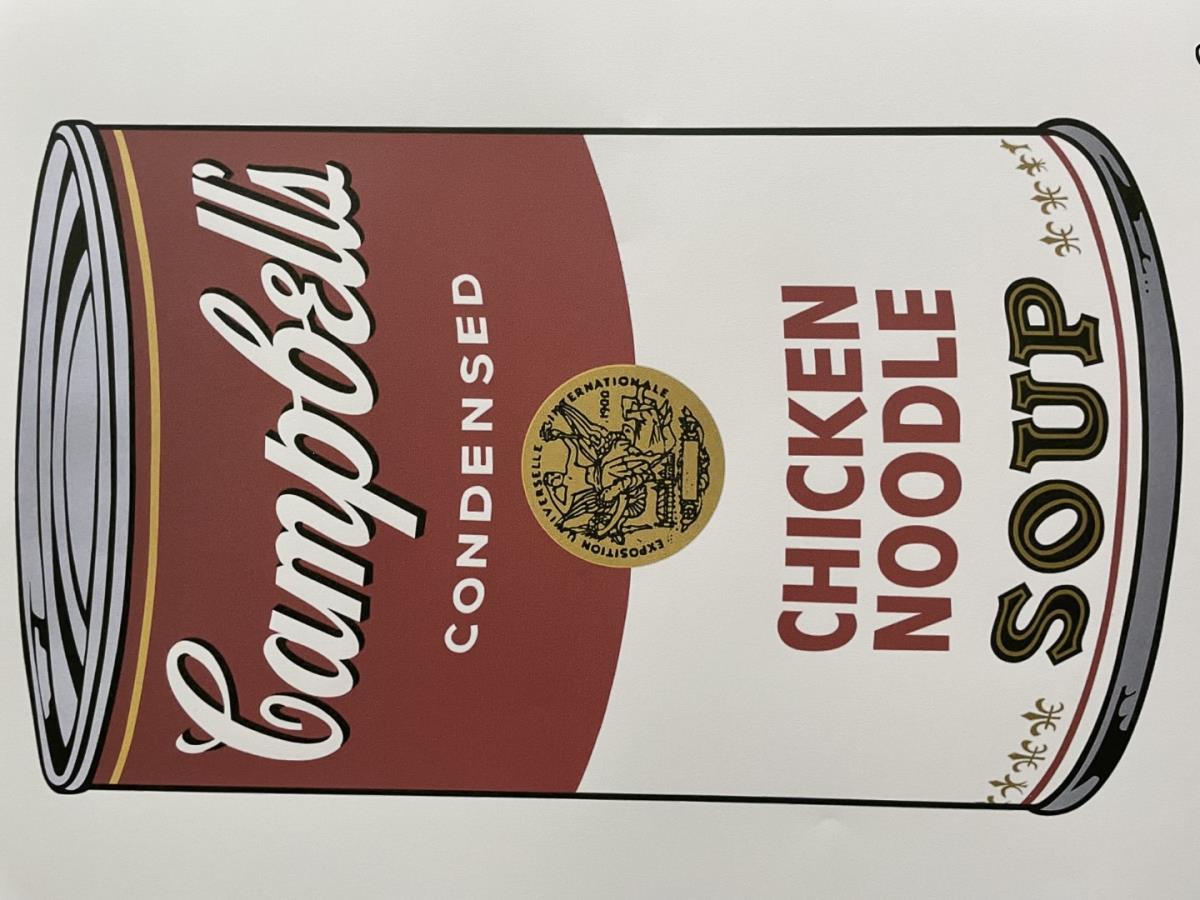 Campbell's
CONDENSED
EXPOSITION UNIVERSELLE INTERNATIONALE
1900
CHICKEN
NOODLE
SOUP